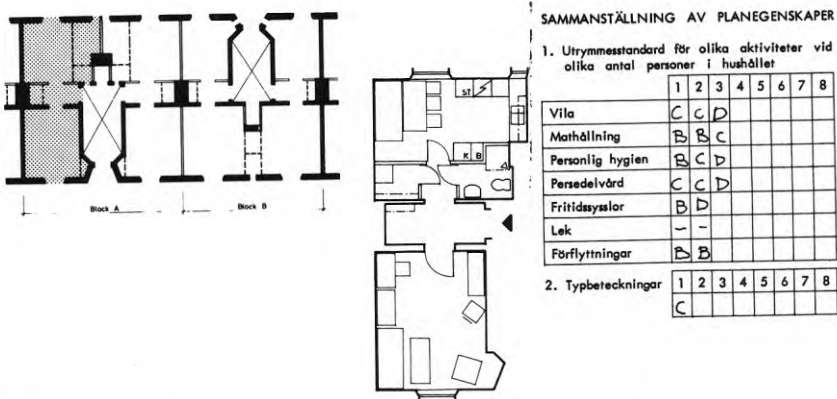 Block A
Block B
ST
K B
SAMMANSTÄLLNING AV PLANEGENSKAPER
1. Utrymmesstandard för olika aktiviteter vid
olika antal personer i hushållet
1 2 3 4 5 6 7 8
Vila C C D
Mathållning B B C
Personlig hygien B C D
Persedelvård C C D
Fritidssysslor B D
Lek – –
Förflyttningar B B
2. Typbeteckningar 1 2 3 4 5 6 7 8
C